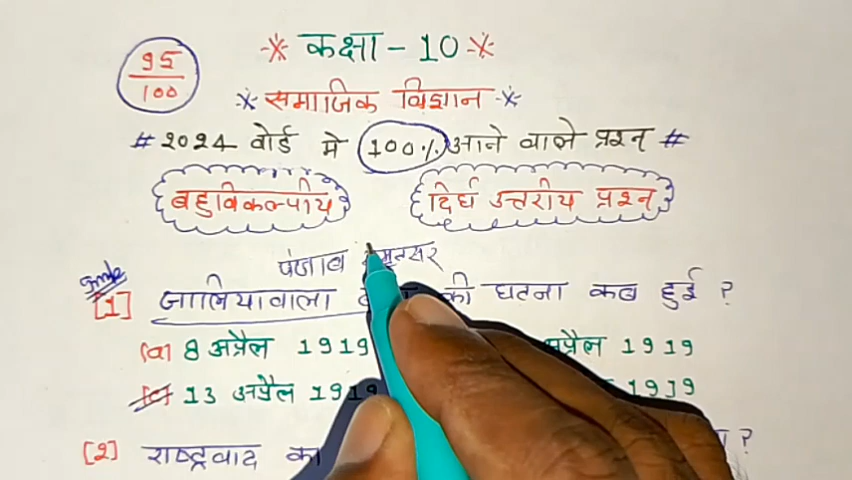 95/100
* कक्षा - 10 *
* समाजिक विज्ञान *
# 2024 बोर्ड मे 100% आने वाले प्रश्न #
बहुविकल्पीय दिर्घ उत्तरीय प्रश्न
पंजाब
[1] जालियावाला की घटना कब हुई ?
(a) 8 अप्रैल 1919 अप्रैल 1919
(c) 13 अप्रैल 1919 1919
[2] राष्ट्रवाद का ?